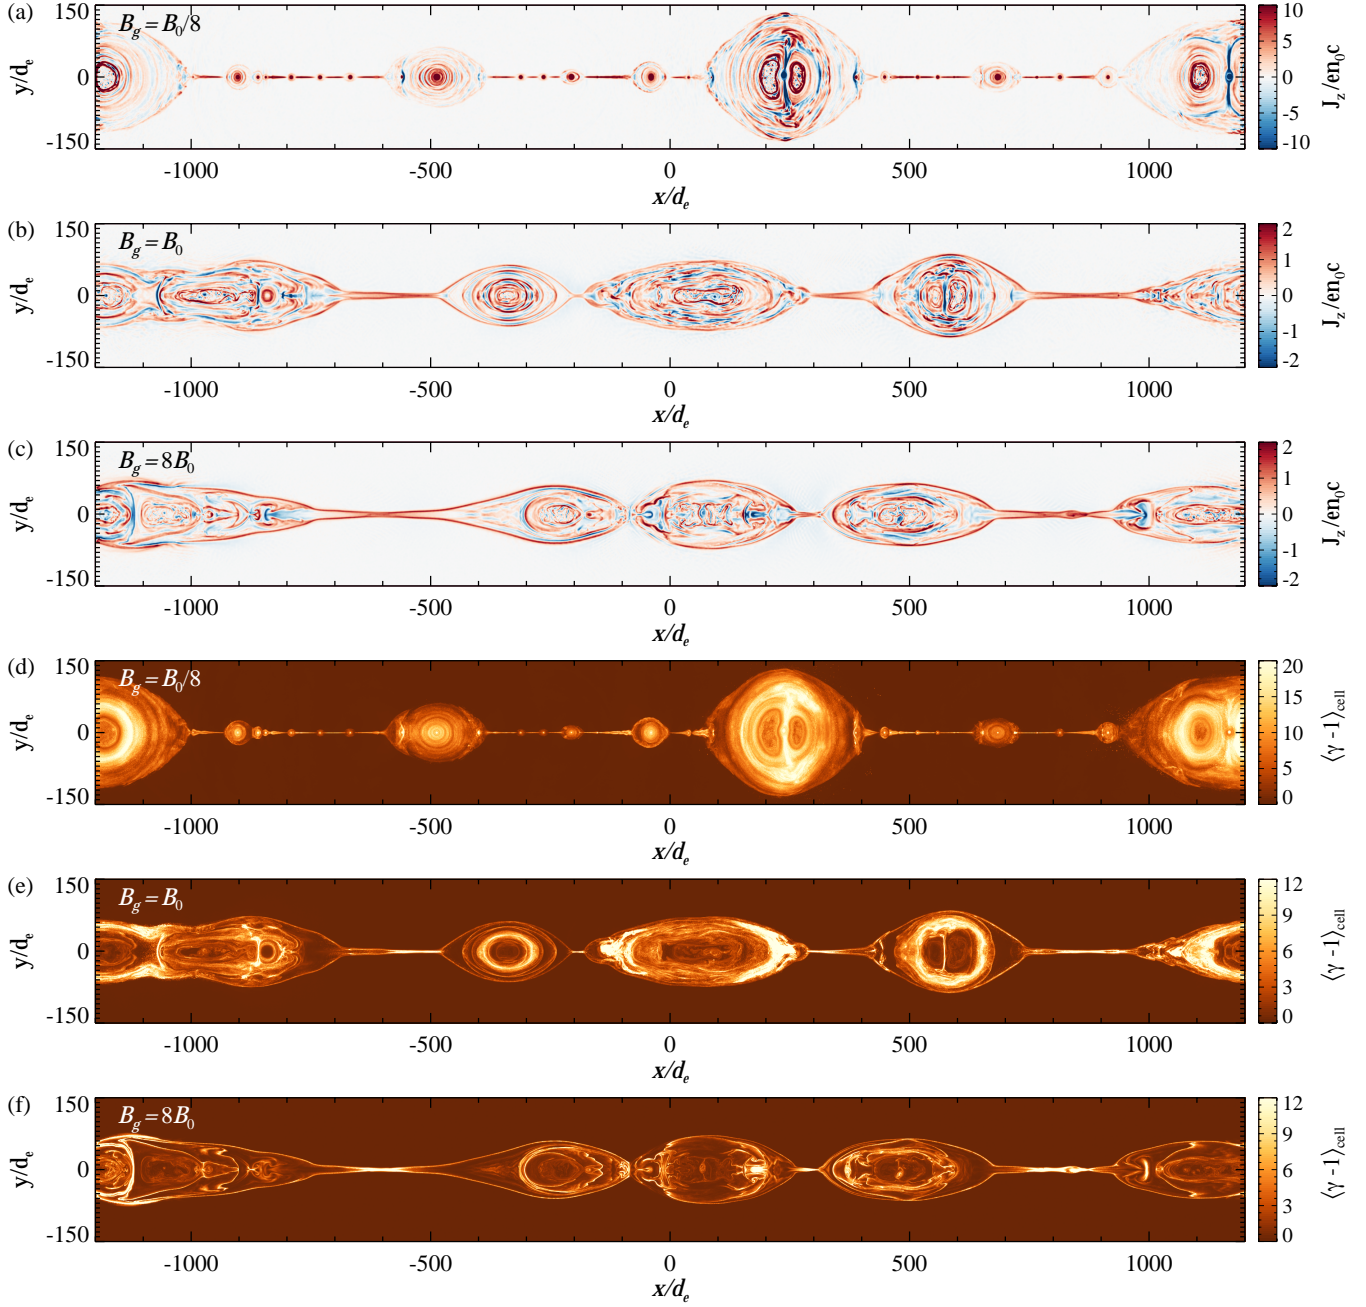 (a)
B_g = B_0/8
y/d_e
150
0
-150
-1000
-500
0
500
1000
x/d_e
10
5
0
-5
-10
J_z/en_0c
(b)
B_g = B_0
y/d_e
150
0
-150
-1000
-500
0
500
1000
x/d_e
2
1
0
-1
-2
J_z/en_0c
(c)
B_g = 8B_0
y/d_e
150
0
-150
-1000
-500
0
500
1000
x/d_e
2
1
0
-1
-2
J_z/en_0c
(d)
B_g = B_0/8
y/d_e
150
0
-150
-1000
-500
0
500
1000
x/d_e
20
15
10
5
0
⟨γ -1⟩_cell
(e)
B_g = B_0
y/d_e
150
0
-150
-1000
-500
0
500
1000
x/d_e
12
9
6
3
0
⟨γ -1⟩_cell
(f)
B_g = 8B_0
y/d_e
150
0
-150
-1000
-500
0
500
1000
x/d_e
12
9
6
3
0
⟨γ -1⟩_cell